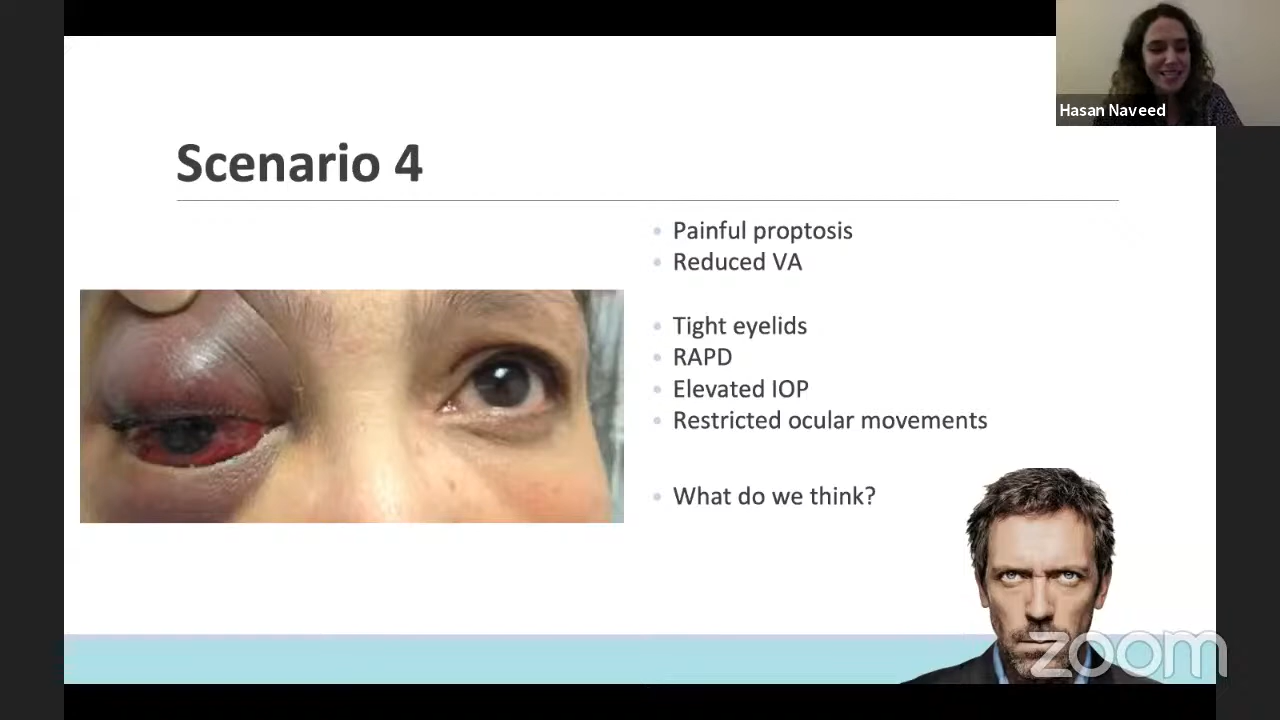 Hasan Naveed
Scenario 4
Painful proptosis
Reduced VA
Tight eyelids
RAPD
Elevated IOP
Restricted ocular movements
What do we think?
zoom